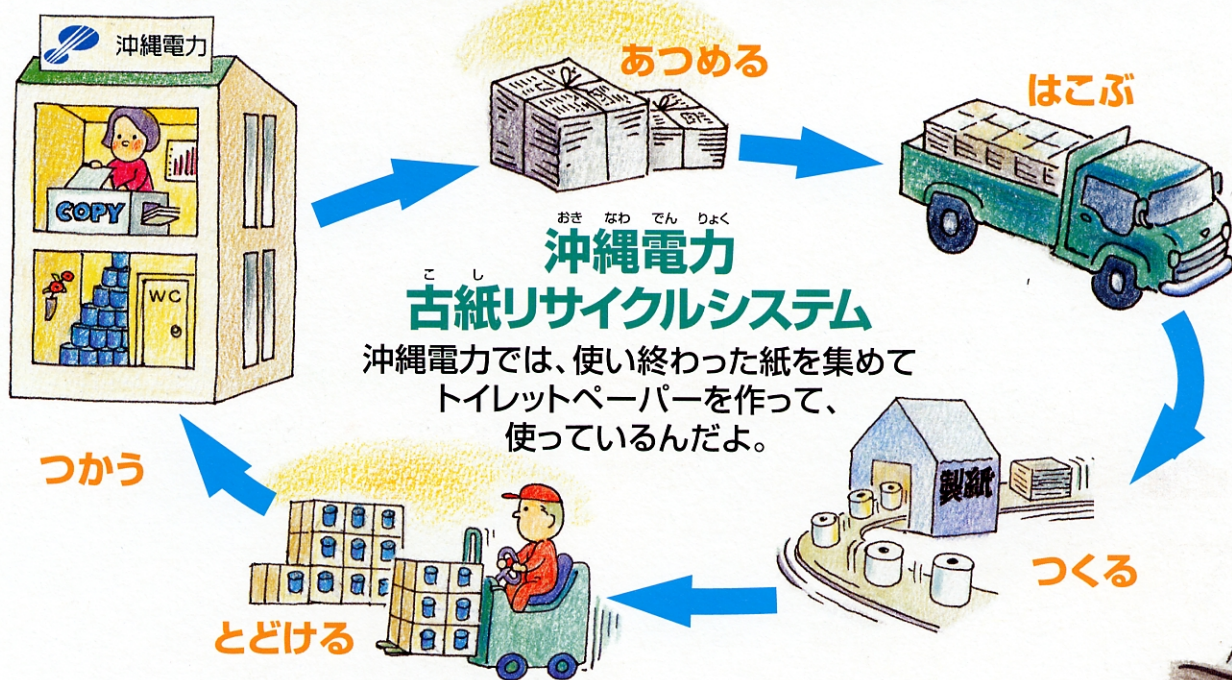 沖縄電力
COPY
WC
あつめる
はこぶ
おき なわ でん りょく
沖縄電力
こ し
古紙リサイクルシステム
沖縄電力では、使い終わった紙を集めて
トイレットペーパーを作って、
使っているんだよ。
製紙
つくる
とどける
つかう